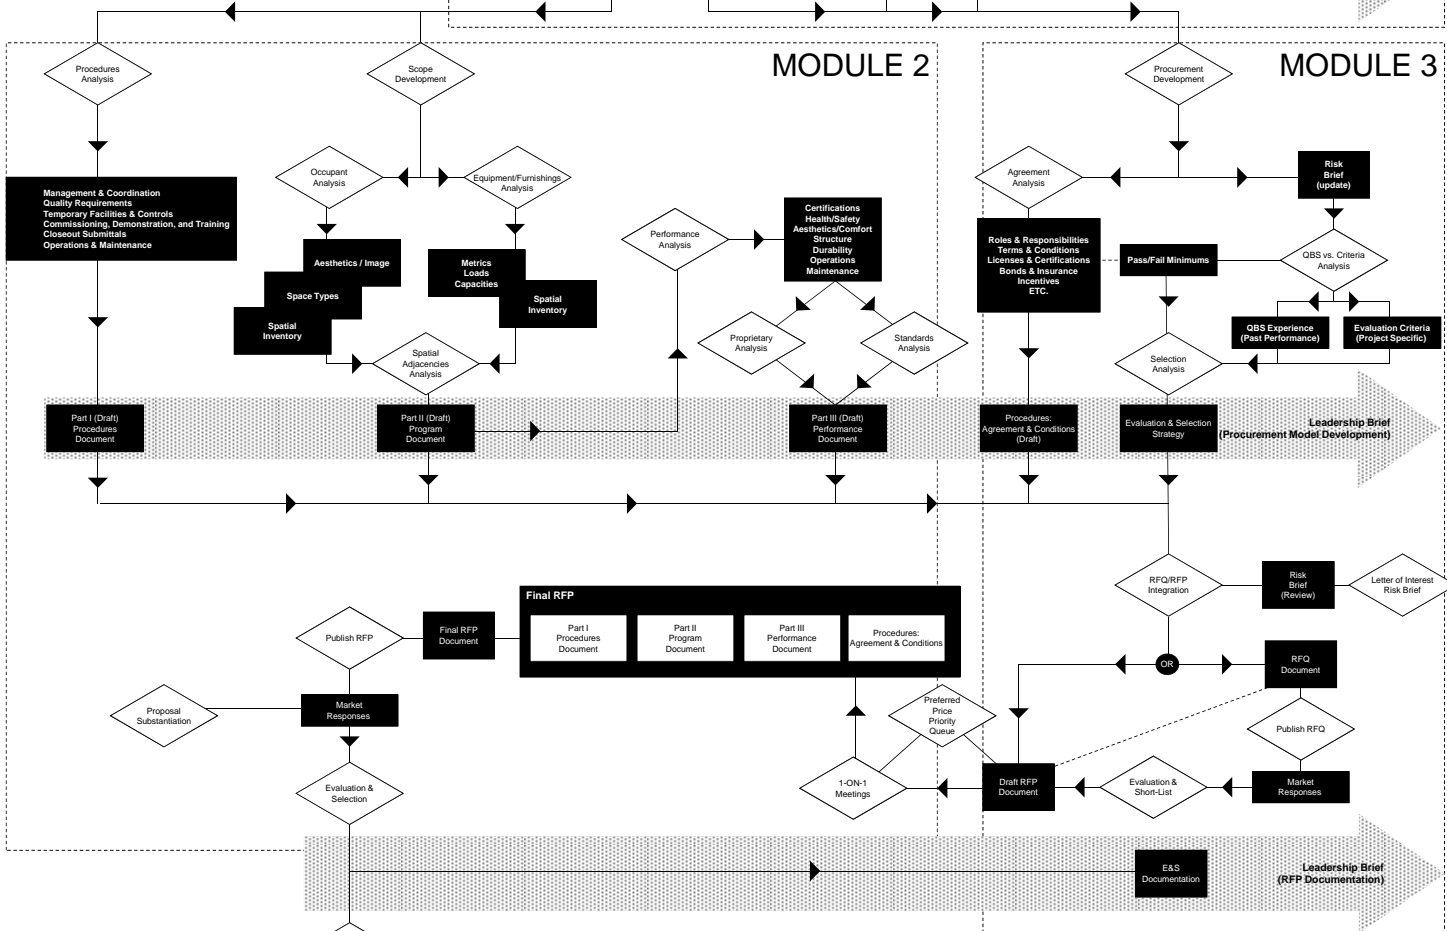 MODULE 2
MODULE 3
Procedures
Analysis
Scope
Development
Procurement
Development
Occupant
Analysis
Equipment/Furnishings
Analysis
Agreement
Analysis
Risk
Brief
(update)
Management & Coordination
Quality Requirements
Temporary Facilities & Controls
Commissioning, Demonstration, and Training
Closeout Submittals
Operations & Maintenance
Performance
Analysis
Certifications
Health/Safety
Aesthetics/Comfort
Structure
Durability
Operations
Maintenance
Roles & Responsibilities
Terms & Conditions
Licenses & Certifications
Bonds & Insurance
Incentives
ETC.
Pass/Fail Minimums
QBS vs. Criteria
Analysis
Aesthetics / Image
Space Types
Spatial
Inventory
Metrics
Loads
Capacities
Spatial
Inventory
Proprietary
Analysis
Standards
Analysis
QBS Experience
(Past Performance)
Evaluation Criteria
(Project Specific)
Spatial
Adjacencies
Analysis
Selection
Analysis
Part I (Draft)
Procedures
Document
Part II (Draft)
Program
Document
Part III (Draft)
Performance
Document
Procedures:
Agreement & Conditions
(Draft)
Evaluation & Selection
Strategy
Leadership Brief
(Procurement Model Development)
RFQ/RFP
Integration
Risk
Brief
(Review)
Letter of Interest
Risk Brief
Final RFP
Part I
Procedures
Document
Part II
Program
Document
Part III
Performance
Document
Procedures:
Agreement & Conditions
Publish RFP
Final RFP
Document
OR
RFQ
Document
Proposal
Substantiation
Market
Responses
Preferred
Price
Priority
Queue
Publish RFQ
Evaluation &
Selection
1-ON-1
Meetings
Draft RFP
Document
Evaluation &
Short-List
Market
Responses
E&S
Documentation
Leadership Brief
(RFP Documentation)